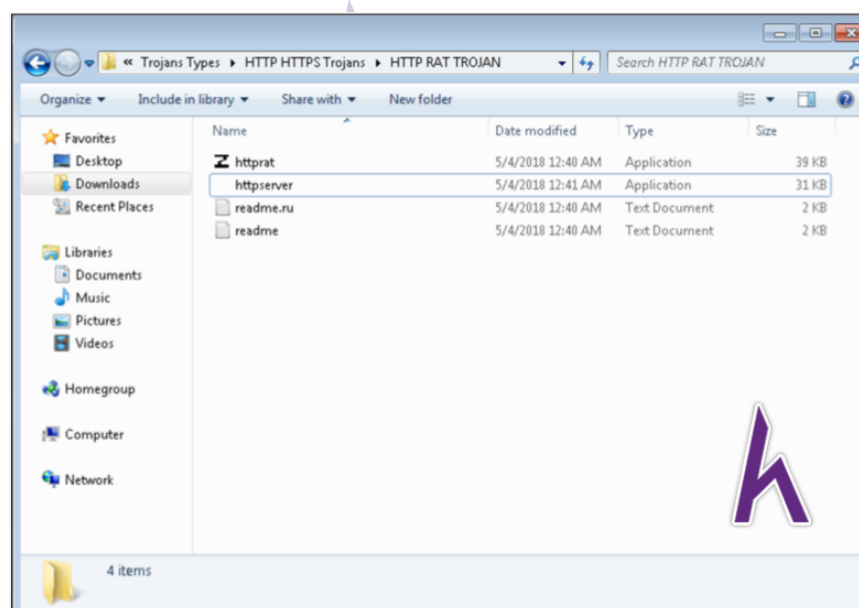 « Trojans Types ▸ HTTP HTTPS Trojans ▸ HTTP RAT TROJAN Search HTTP RAT TROJAN
Organize Include in library Share with New folder
Favorites
Desktop
Downloads
Recent Places
Libraries
Documents
Music
Pictures
Videos
Homegroup
Computer
Network
Name Date modified Type Size
httprat 5/4/2018 12:40 AM Application 39 KB
httpserver 5/4/2018 12:41 AM Application 31 KB
readme.ru 5/4/2018 12:40 AM Text Document 2 KB
readme 5/4/2018 12:40 AM Text Document 2 KB
4 items